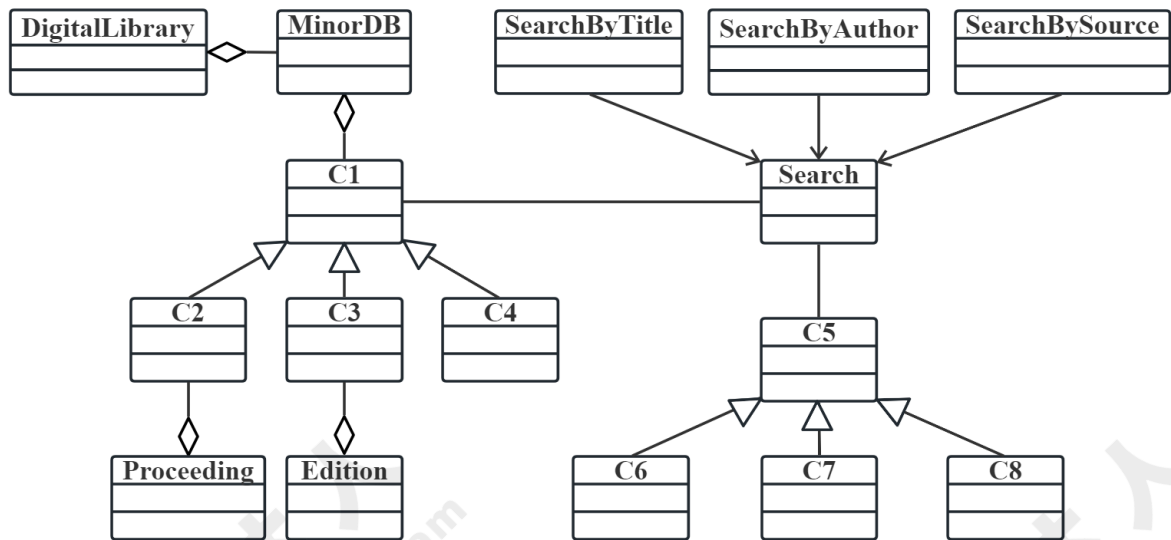 DigitalLibrary
MinorDB
SearchByTitle
SearchByAuthor
SearchBySource
C1
Search
C2
C3
C4
C5
Proceeding
Edition
C6
C7
C8